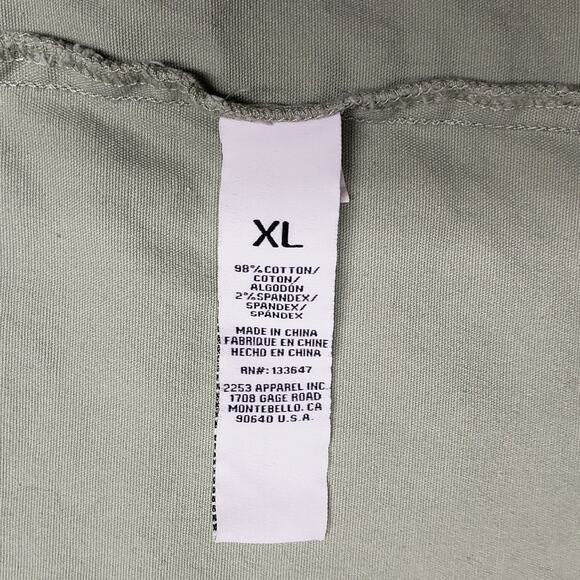 XL
98% COTTON/
COTON/
ALGODÓN
2% SPANDEX/
SPANDEX/
SPÁNDEX
MADE IN CHINA
FABRIQUE EN CHINE
HECHO EN CHINA
RN#: 133647
2253 APPAREL INC.
1708 GAGE ROAD
MONTEBELLO, CA
90640 U.S.A.